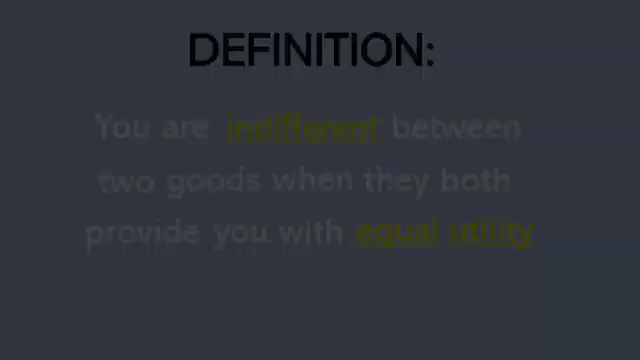 DEFINITION:
You are indifferent between
two goods when they both
provide you with equal utility